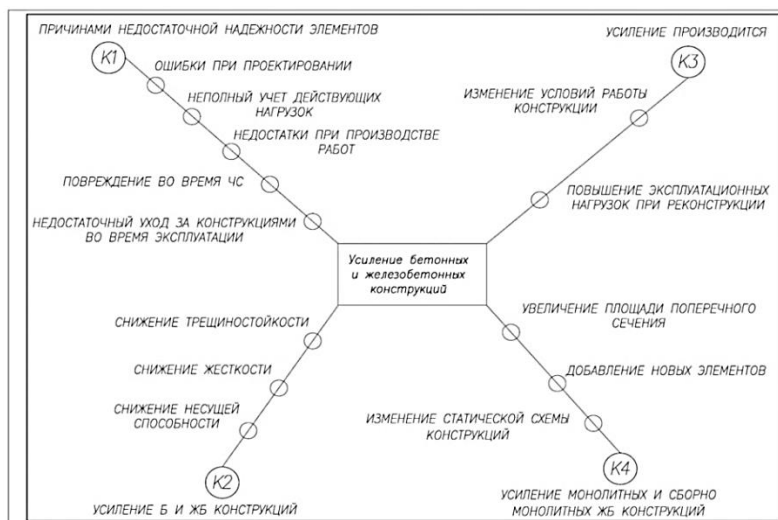 ПРИЧИНАМИ НЕДОСТАТОЧНОЙ НАДЕЖНОСТИ ЭЛЕМЕНТОВ
К1
ОШИБКИ ПРИ ПРОЕКТИРОВАНИИ
НЕПОЛНЫЙ УЧЕТ ДЕЙСТВУЮЩИХ
НАГРУЗОК
НЕДОСТАТКИ ПРИ ПРОИЗВОДСТВЕ
РАБОТ
ПОВРЕЖДЕНИЕ ВО ВРЕМЯ ЧС
НЕДОСТАТОЧНЫЙ УХОД ЗА КОНСТРУКЦИЯМИ
ВО ВРЕМЯ ЭКСПЛУАТАЦИИ
УСИЛЕНИЕ ПРОИЗВОДИТСЯ
К3
ИЗМЕНЕНИЕ УСЛОВИЙ РАБОТЫ
КОНСТРУКЦИИ
ПОВЫШЕНИЕ ЭКСПЛУАТАЦИОННЫХ
НАГРУЗОК ПРИ РЕКОНСТРУКЦИИ
Усиление бетонных
и железобетонных
конструкций
СНИЖЕНИЕ ТРЕЩИНОСТОЙКОСТИ
СНИЖЕНИЕ ЖЕСТКОСТИ
СНИЖЕНИЕ НЕСУЩЕЙ
СПОСОБНОСТИ
К2
УСИЛЕНИЕ Б И ЖБ КОНСТРУКЦИЙ
УВЕЛИЧЕНИЕ ПЛОЩАДИ ПОПЕРЕЧНОГО
СЕЧЕНИЯ
ДОБАВЛЕНИЕ НОВЫХ ЭЛЕМЕНТОВ
ИЗМЕНЕНИЕ СТАТИЧЕСКОЙ СХЕМЫ
КОНСТРУКЦИЙ
К4
УСИЛЕНИЕ МОНОЛИТНЫХ И СБОРНО
МОНОЛИТНЫХ ЖБ КОНСТРУКЦИЙ